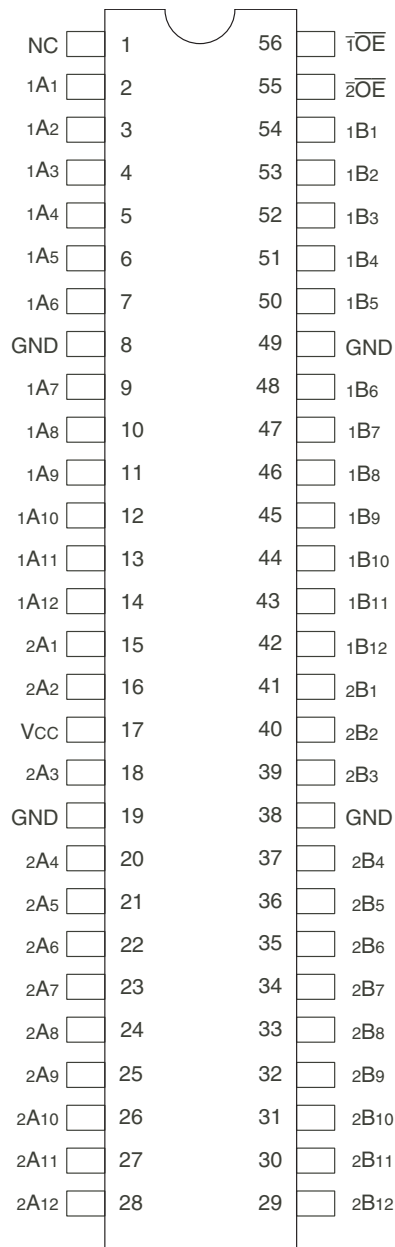 NC 1 56 1OE
1A1 2 55 2OE
1A2 3 54 1B1
1A3 4 53 1B2
1A4 5 52 1B3
1A5 6 51 1B4
1A6 7 50 1B5
GND 8 49 GND
1A7 9 48 1B6
1A8 10 47 1B7
1A9 11 46 1B8
1A10 12 45 1B9
1A11 13 44 1B10
1A12 14 43 1B11
2A1 15 42 1B12
2A2 16 41 2B1
VCC 17 40 2B2
2A3 18 39 2B3
GND 19 38 GND
2A4 20 37 2B4
2A5 21 36 2B5
2A6 22 35 2B6
2A7 23 34 2B7
2A8 24 33 2B8
2A9 25 32 2B9
2A10 26 31 2B10
2A11 27 30 2B11
2A12 28 29 2B12